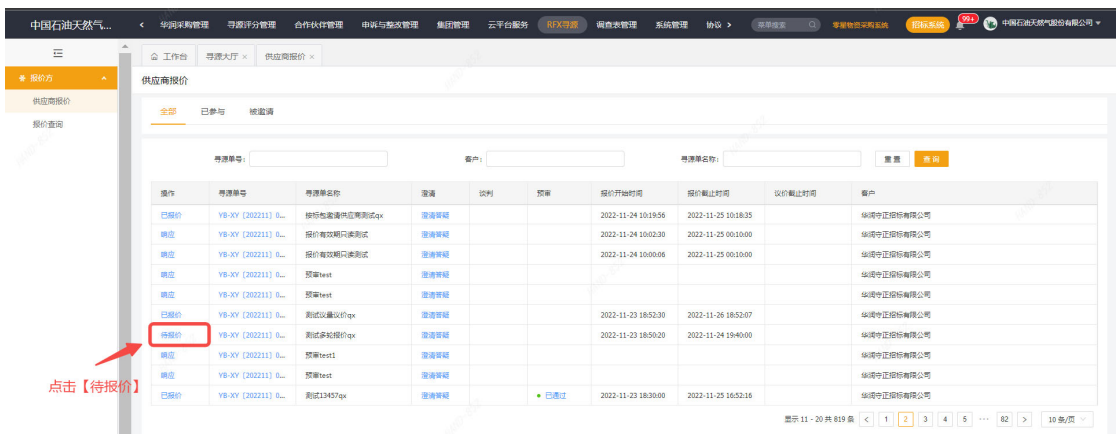 中国石油天然气... < 华润采购管理 寻源评分管理 合作伙伴管理 申诉与整改管理 集团管理 云平台服务 RFX寻源 调查表管理 系统管理 协议 > 菜单搜索 零星物资采购系统 招标系统 99+ 中国石油天然气股份有限公司
工作台 寻源大厅 × 供应商报价 ×
报价方
供应商报价
报价查询
供应商报价
全部 已参与 被邀请
寻源单号: 客户: 寻源单名称: 重置 查询
操作 寻源单号 寻源单名称 澄清 谈判 预审 报价开始时间 报价截止时间 议价截止时间 客户
已报价 YB-XY [202211] 0... 按标包邀请供应商测试qx 澄清答疑 2022-11-24 10:19:56 2022-11-25 10:18:35 华润守正招标有限公司
响应 YB-XY [202211] 0... 报价有效期只读测试 澄清答疑 2022-11-24 10:02:30 2022-11-25 00:10:00 华润守正招标有限公司
响应 YB-XY [202211] 0... 报价有效期只读测试 澄清答疑 2022-11-24 10:00:06 2022-11-25 00:10:00 华润守正招标有限公司
响应 YB-XY [202211] 0... 预审test 澄清答疑 华润守正招标有限公司
响应 YB-XY [202211] 0... 预审test 澄清答疑 华润守正招标有限公司
已报价 YB-XY [202211] 0... 测试议量议价qx 澄清答疑 2022-11-23 18:52:30 2022-11-26 18:52:07 华润守正招标有限公司
待报价 YB-XY [202211] 0... 测试多轮报价qx 澄清答疑 2022-11-23 18:50:20 2022-11-24 19:40:00 华润守正招标有限公司
响应 YB-XY [202211] 0... 预审test1 澄清答疑 华润守正招标有限公司
响应 YB-XY [202211] 0... 预审test 澄清答疑 华润守正招标有限公司
已报价 YB-XY [202211] 0... 测试13457qx 澄清答疑 已通过 2022-11-23 18:30:00 2022-11-25 16:52:16 华润守正招标有限公司
点击【待报价】
显示 11 - 20 共 819 条 < 1 2 3 4 5 ··· 82 > 10 条/页